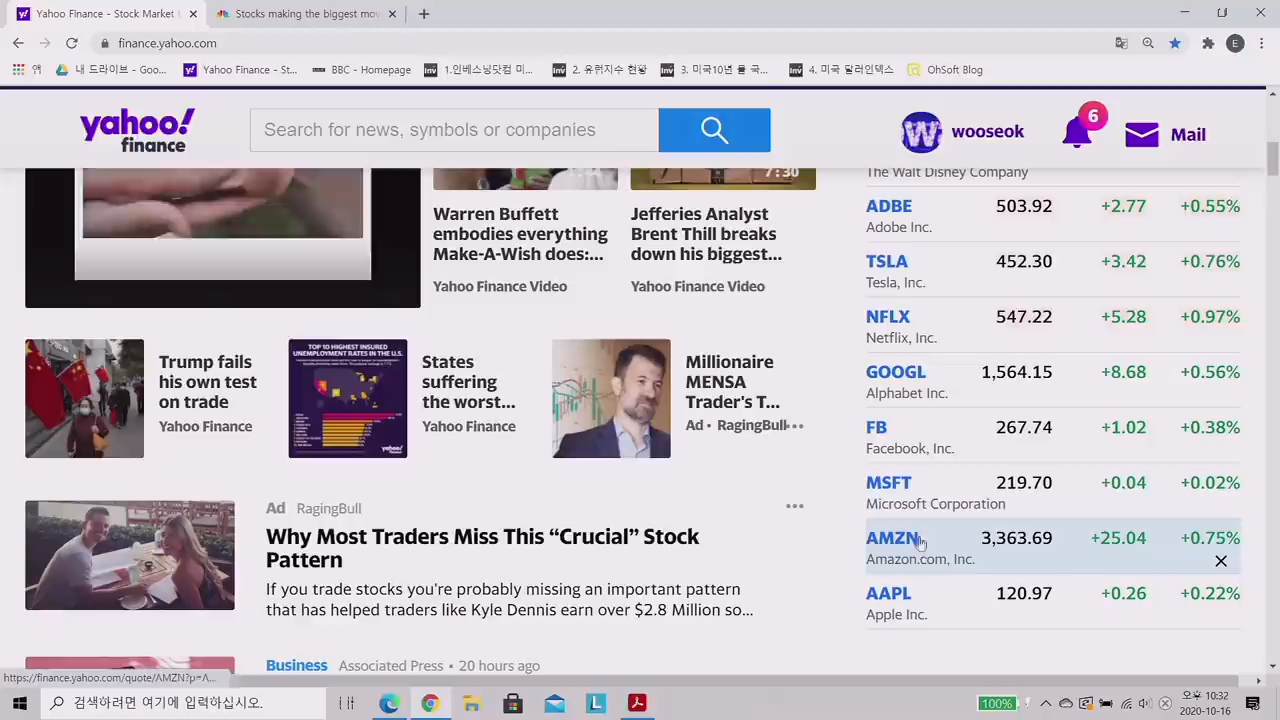 Yahoo Finance - Stock Market
Stocks making the biggest mov
finance.yahoo.com
앱
내 드라이브 - Goo...
Yahoo Finance - St...
BBC - Homepage
1.인베스닝닷컴 미...
2. 유럽지수 현황
3. 미국10년 물 국...
4. 미국 달러인덱스
OhSoft Blog
yahoo!
finance
Search for news, symbols or companies
wooseok
6
Mail
7:30
The Walt Disney Company
Warren Buffett
embodies everything
Make-A-Wish does:...
Yahoo Finance Video
Jefferies Analyst
Brent Thill breaks
down his biggest...
Yahoo Finance Video
ADBE 503.92 +2.77 +0.55%
Adobe Inc.
TSLA 452.30 +3.42 +0.76%
Tesla, Inc.
NFLX 547.22 +5.28 +0.97%
Netflix, Inc.
GOOGL 1,564.15 +8.68 +0.56%
Alphabet Inc.
FB 267.74 +1.02 +0.38%
Facebook, Inc.
MSFT 219.70 +0.04 +0.02%
Microsoft Corporation
AMZN 3,363.69 +25.04 +0.75%
Amazon.com, Inc.
AAPL 120.97 +0.26 +0.22%
Apple Inc.
Trump fails
his own test
on trade
Yahoo Finance
TOP 10 HIGHEST INSURED
UNEMPLOYMENT RATES IN THE U.S.
yahoo!
States
suffering
the worst...
Yahoo Finance
Millionaire
MENSA
Trader's T...
Ad • RagingBull
Ad RagingBull
Why Most Traders Miss This “Crucial” Stock
Pattern
If you trade stocks you're probably missing an important pattern
that has helped traders like Kyle Dennis earn over $2.8 Million so...
Business Associated Press • 20 hours ago
https://finance.yahoo.com/quote/AMZN?p=A...
검색하려면 여기에 입력하십시오.
100%
오후 10:32
2020-10-16